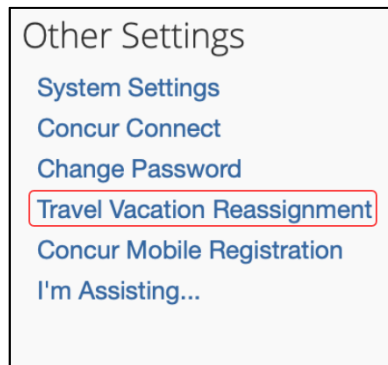 Other Settings
System Settings
Concur Connect
Change Password
Travel Vacation Reassignment
Concur Mobile Registration
I'm Assisting...